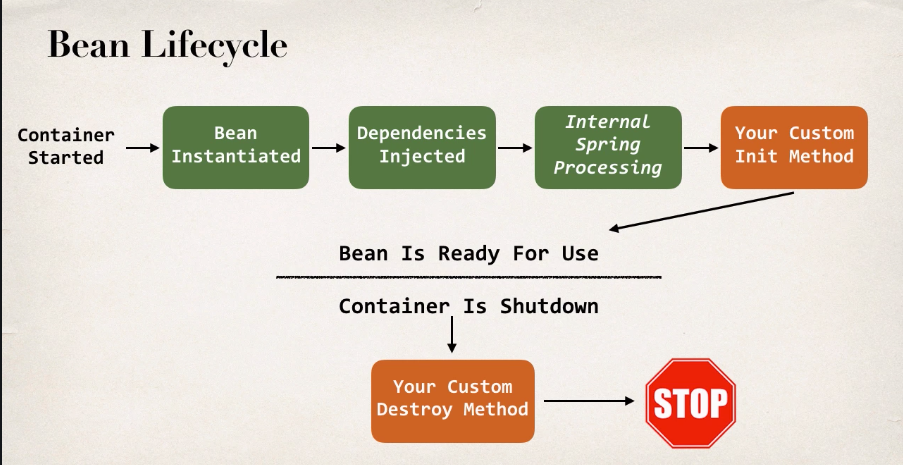 Bean Lifecycle
Container
Started
Bean
Instantiated
Dependencies
Injected
Internal
Spring
Processing
Your Custom
Init Method
Bean Is Ready For Use
Container Is Shutdown
Your Custom
Destroy Method
STOP